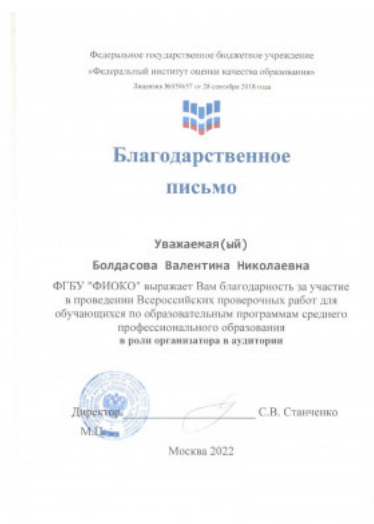 Федеральное государственное бюджетное учреждение
«Федеральный институт оценки качества образования»
Лицензия №039657 от 28 сентября 2018 года
Благодарственное
письмо
Уважаемая(ый)
Болдасова Валентина Николаевна
ФГБУ "ФИОКО" выражает Вам благодарность за участие
в проведении Всероссийских проверочных работ для
обучающихся по образовательным программам среднего
профессионального образования
в роли организатора в аудитории
Директор С.В. Станченко
М.П.
Москва 2022